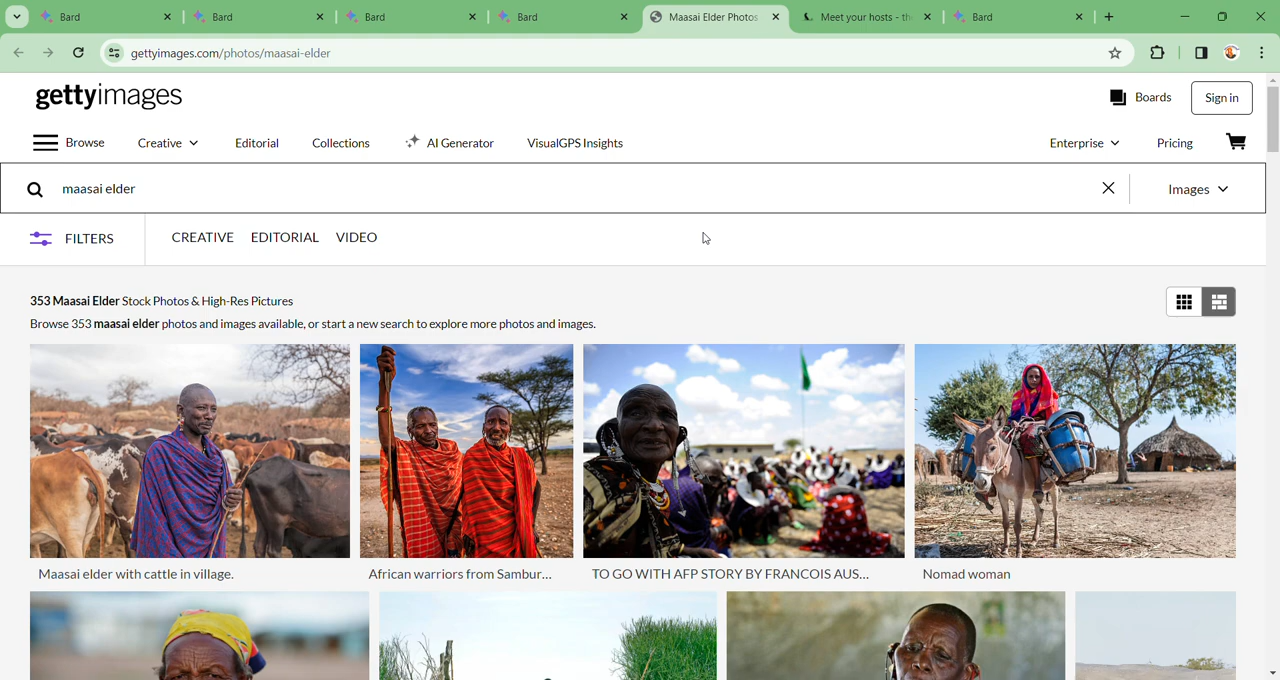 Bard
Bard
Bard
Bard
Maasai Elder Photos
Meet your hosts - the
Bard
gettyimages.com/photos/maasai-elder
gettyimages
Boards
Sign in
Browse
Creative
Editorial
Collections
AI Generator
VisualGPS Insights
Enterprise
Pricing
maasai elder
Images
FILTERS
CREATIVE
EDITORIAL
VIDEO
353 Maasai Elder Stock Photos & High-Res Pictures
Browse 353 maasai elder photos and images available, or start a new search to explore more photos and images.
Maasai elder with cattle in village.
African warriors from Sambur...
TO GO WITH AFP STORY BY FRANCOIS AUS...
Nomad woman